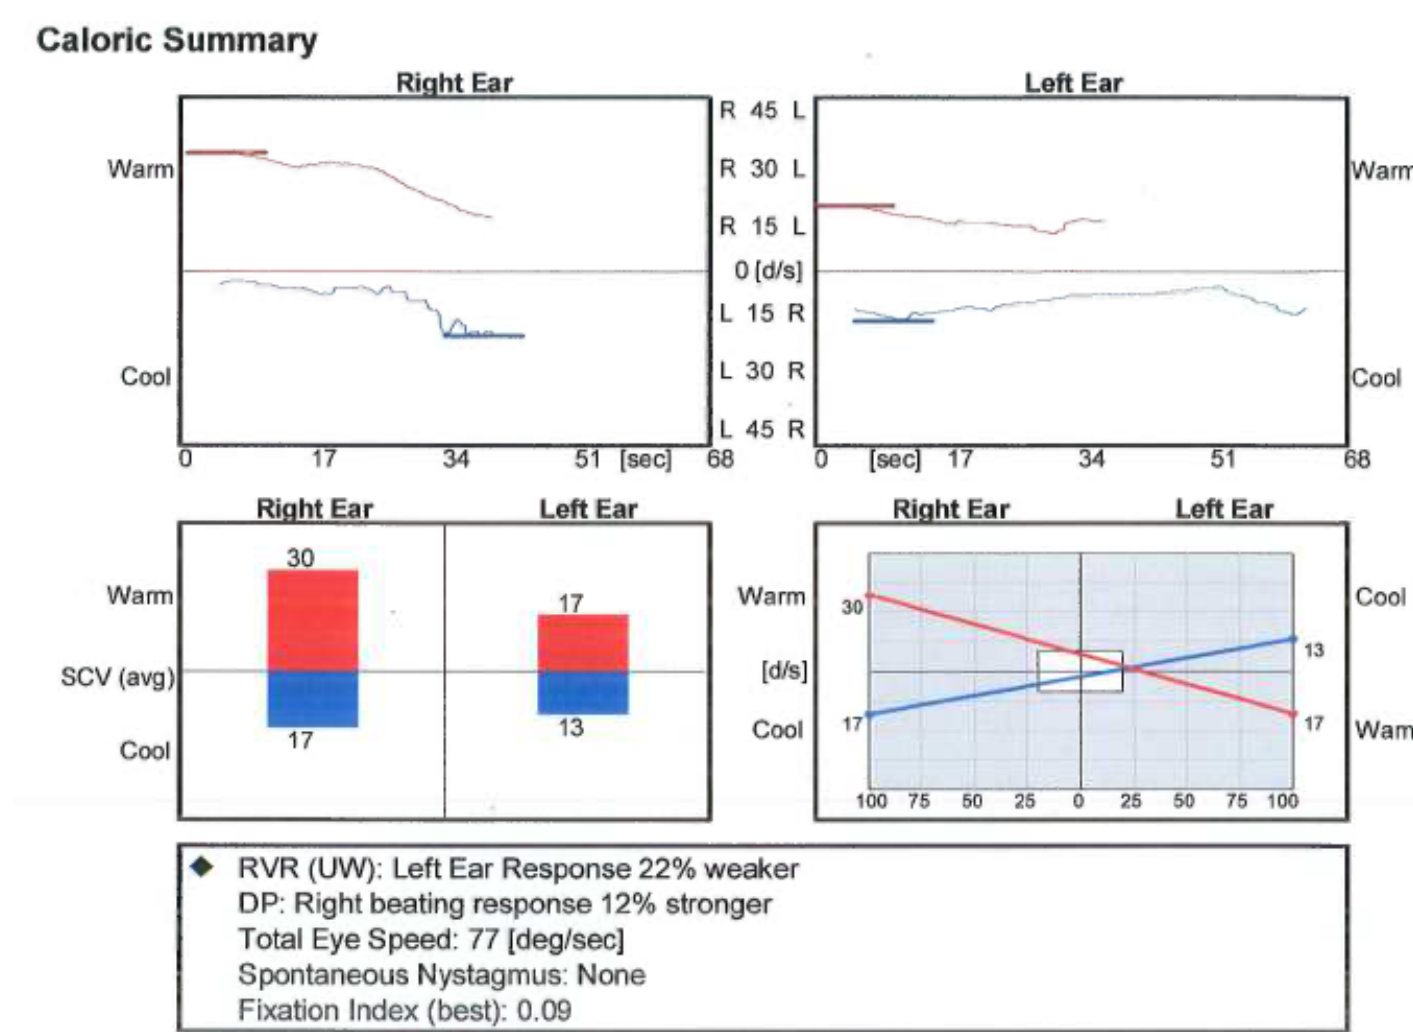 Caloric Summary
Right Ear
Left Ear
R 45 L
Warm
R 30 L
Warm
R 15 L
0 [d/s]
L 15 R
Cool
L 30 R
Cool
L 45 R
0 17 34 51 [sec] 68
0 [sec] 17 34 51 68
Right Ear Left Ear
30
Warm
17
SCV (avg)
17
13
Cool
Right Ear Left Ear
Warm
30
Cool
[d/s]
13
Cool
17
17
Warm
100 75 50 25 0 25 50 75 100
RVR (UW): Left Ear Response 22% weaker
DP: Right beating response 12% stronger
Total Eye Speed: 77 [deg/sec]
Spontaneous Nystagmus: None
Fixation Index (best): 0.09